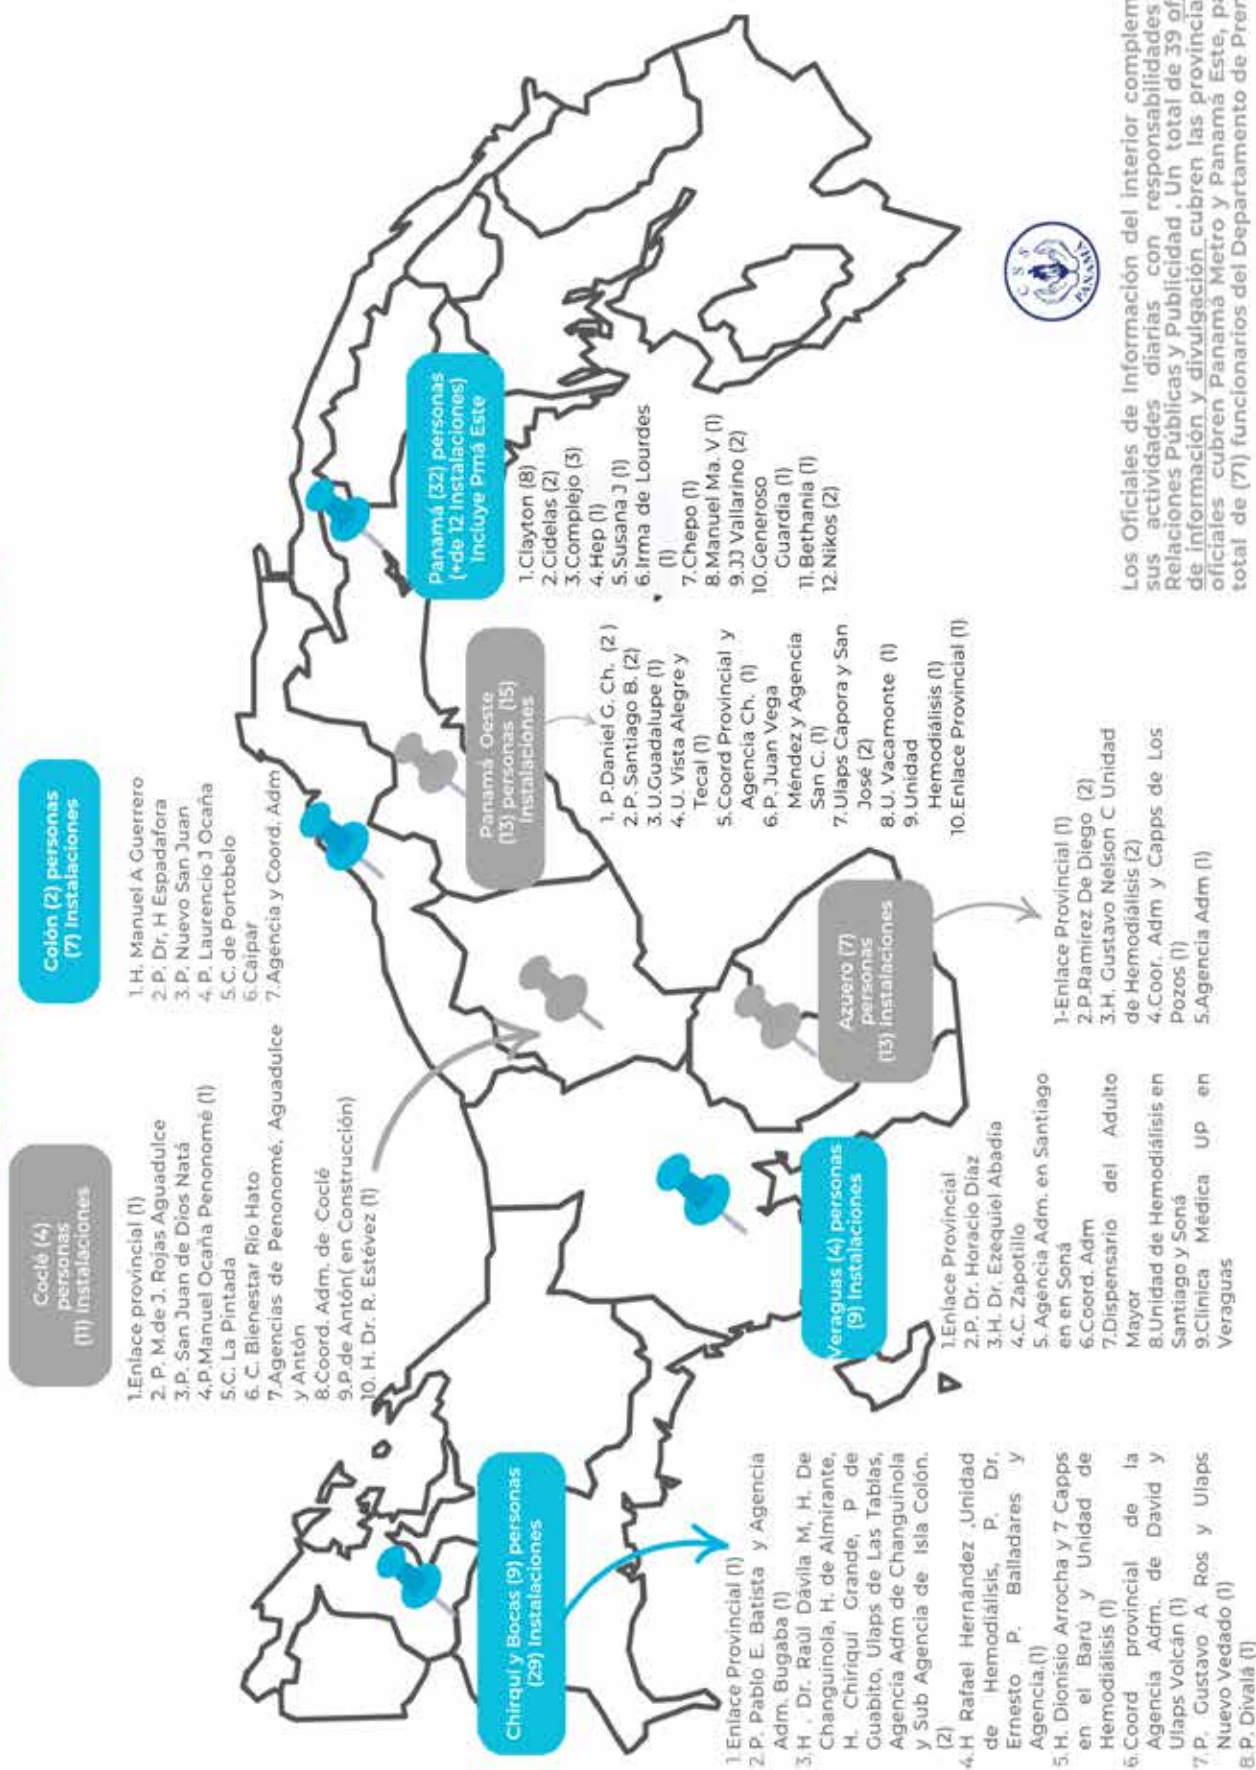 Coclé (4)
personas
(11) Instalaciones
1.Enlace provincial (1)
2. P. M.de J. Rojas Aguadulce
3.P. San Juan de Dios Natá
4,P.Manuel Ocaña Penonomé (1)
5.C. La Pintada
6. C. Bienestar Rio Hato
7.Agencias de Penonomé, Aguadulce
y Antón
8.Coord. Adm. de Coclé
9.P.de Antón( en Construcción)
10. H. Dr. R. Estévez (1)
Colón (2) personas
(7) Instalaciones
1.H. Manuel A Guerrero
2.P. Dr, H Espadafora
3.P. Nuevo San Juan
4.P. Laurencio J Ocaña
5.C. de Portobelo
6.Caipar
7.Agencia y Coord. Adm
Chirquí y Bocas (9) personas
(29) Instalaciones
1.Enlace Provincial (1)
2.P. Pablo E. Batista y Agencia
Adm. Bugaba (1)
3.H . Dr. Raúl Dávila M, H. De
Changuinola, H. de Almirante,
H. Chiriquí Grande, P de
Guabito, Ulaps de Las Tablas,
Agencia Adm de Changuinola
y Sub Agencia de Isla Colón.
(2)
4.H Rafael Hernández ,Unidad
de Hemodiálisis, P. Dr,
Ernesto P. Balladares y
Agencia.(1)
5.H. Dionisio Arrocha y 7 Capps
en el Barú y Unidad de
Hemodiálisis (1)
6.Coord provincial de la
Agencia Adm. de David y
Ulaps Volcán (1)
7.P. Gustavo A Ros y Ulaps
Nuevo Vedado (1)
8.P. Divalá (1)
Veraguas (4) personas
(9) Instalaciones
1.Enlace Provincial
2.P. Dr. Horacio Díaz
3.H. Dr. Ezequiel Abadía
4.C. Zapotillo
5. Agencia Adm. en Santiago
en en Soná
6.Coord. Adm
7.Dispensario del Adulto
Mayor
8.Unidad de Hemodiálisis en
Santiago y Soná
9.Clínica Médica UP en
Veraguas
Azuero (7)
personas
(13) instalaciones
1-Enlace Provincial (1)
2.P.Ramirez De Diego (2)
3.H. Gustavo Nelson C Unidad
de Hemodiálisis (2)
4.Coor. Adm y Capps de Los
Pozos (1)
5.Agencia Adm (1)
Panamá Oeste
(13) personas (15)
Instalaciones
1. P.Daniel G. Ch. (2 )
2.P. Santiago B. (2)
3.U.Guadalupe (1)
4.U. Vista Alegre y
Tecal (1)
5.Coord Provincial y
Agencia Ch. (1)
6.P. Juan Vega
Méndez y Agencia
San C. (1)
7.Ulaps Capora y San
José (2)
8.U. Vacamonte (1)
9.Unidad
Hemodiálisis (1)
10.Enlace Provincial (1)
Panamá (32) personas
(+de 12 Instalaciones)
Incluye Pmá Este
1.Clayton (8)
2.Cidelas (2)
3.Complejo (3)
4.Hep (1)
5.Susana J (1)
6.Irma de Lourdes
(1)
7.Chepo (1)
8.Manuel Ma. V (1)
9.JJ Vallarino (2)
10.Generoso
Guardia (1)
11.Bethania (1)
12.Nikos (2)
C S S
PANAMÁ
Los Oficiales de Información del interior
sus actividades diarias con responsabilidades
Relaciones Públicas y Publicidad . Un total de 39
de información y divulgación cubren las
oficiales cubren Panamá Metro y Panamá Este,
total de (71) funcionarios del Departamento de